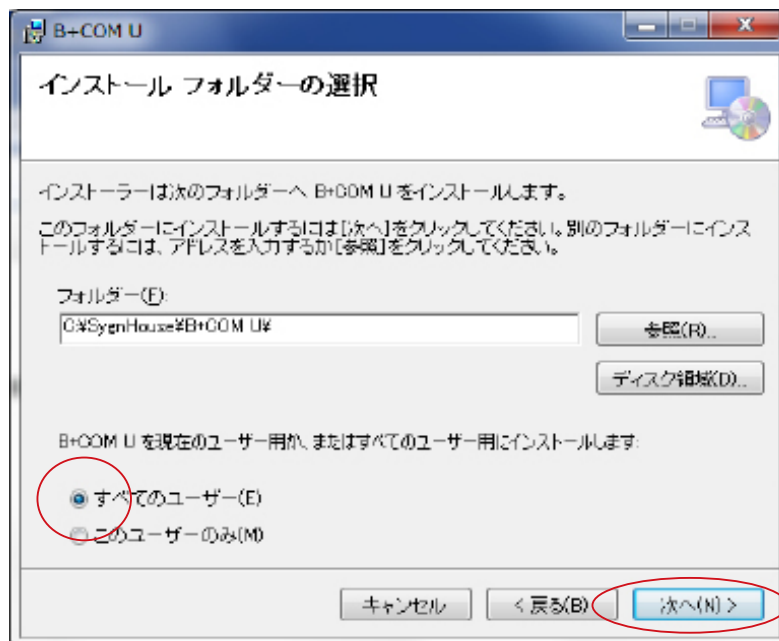 B+COM U
インストール フォルダーの選択
インストーラーは次のフォルダーへ B+COM U をインストールします。
このフォルダーにインストールするには[次へ]をクリックしてください。別のフォルダーにインス
トールするには、アドレスを入力するか[参照]をクリックしてください。
フォルダー(F):
C:¥SygnHouse¥B+COM U¥
参照(R)...
ディスク領域(D)...
B+COM U を現在のユーザー用か、またはすべてのユーザー用にインストールします:
すべてのユーザー(E)
このユーザーのみ(M)
キャンセル
< 戻る(B)
次へ(N) >